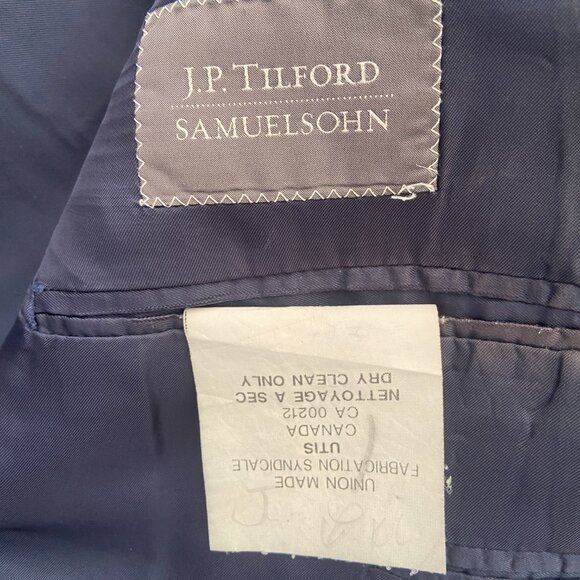 J.P. TILFORD
SAMUELSOHN
UNION MADE
FABRICATION SYNDICALE
UTIS
CANADA
CA 00212
NETTOYAGE A SEC
DRY CLEAN ONLY